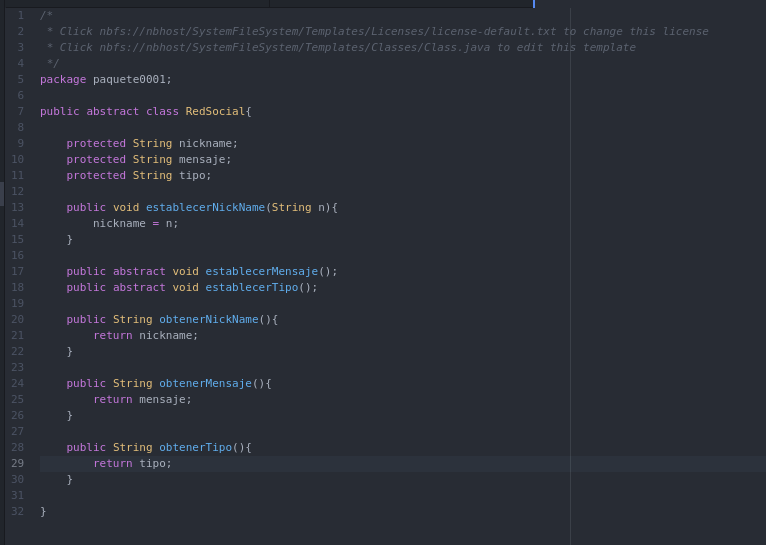 1 /*
2  * Click nbfs://nbhost/SystemFileSystem/Templates/Licenses/license-default.txt to change this license
3  * Click nbfs://nbhost/SystemFileSystem/Templates/Classes/Class.java to edit this template
4  */
5 package paquete0001;
6
7 public abstract class RedSocial{
8
9     protected String nickname;
10     protected String mensaje;
11     protected String tipo;
12
13     public void establecerNickName(String n){
14         nickname = n;
15     }
16
17     public abstract void establecerMensaje();
18     public abstract void establecerTipo();
19
20     public String obtenerNickName(){
21         return nickname;
22     }
23
24     public String obtenerMensaje(){
25         return mensaje;
26     }
27
28     public String obtenerTipo(){
29         return tipo;
30     }
31
32 }